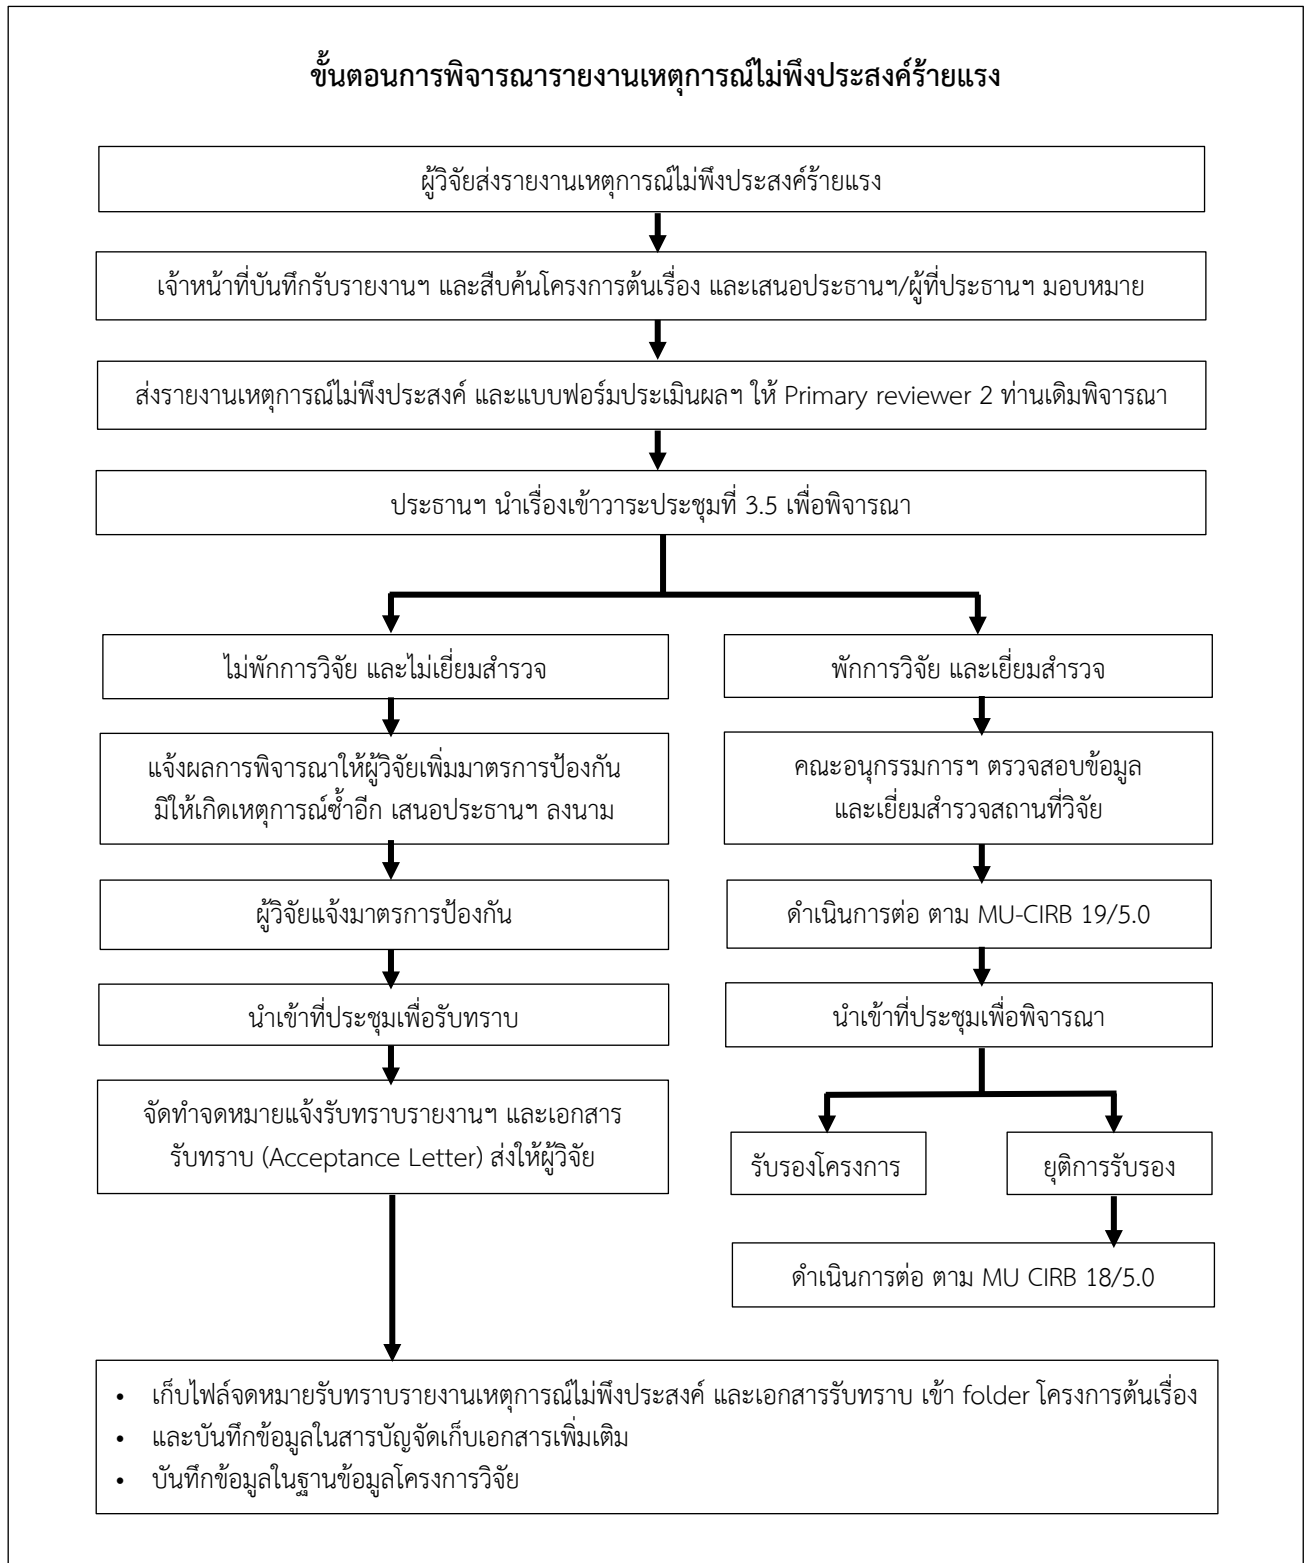 ขั้นตอนการพิจารณารายงานเหตุการณ์ไม่พึงประสงค์ร้ายแรง
ผู้วิจัยส่งรายงานเหตุการณ์ไม่พึงประสงค์ร้ายแรง
เจ้าหน้าที่บันทึกรับรายงานฯ และสืบค้นโครงการต้นเรื่อง และเสนอประธานฯ/ผู้ที่ประธานฯ มอบหมาย
ส่งรายงานเหตุการณ์ไม่พึงประสงค์ และแบบฟอร์มประเมินผลฯ ให้ Primary reviewer 2 ท่านเดิมพิจารณา
ประธานฯ นำเรื่องเข้าวาระประชุมที่ 3.5 เพื่อพิจารณา
ไม่พักการวิจัย และไม่เยี่ยมสำรวจ
แจ้งผลการพิจารณาให้ผู้วิจัยเพิ่มมาตรการป้องกัน
มิให้เกิดเหตุการณ์ซ้ำอีก เสนอประธานฯ ลงนาม
ผู้วิจัยแจ้งมาตรการป้องกัน
นำเข้าที่ประชุมเพื่อรับทราบ
จัดทำจดหมายแจ้งรับทราบรายงานฯ และเอกสาร
รับทราบ (Acceptance Letter) ส่งให้ผู้วิจัย
พักการวิจัย และเยี่ยมสำรวจ
คณะอนุกรรมการฯ ตรวจสอบข้อมูล
และเยี่ยมสำรวจสถานที่วิจัย
ดำเนินการต่อ ตาม MU-CIRB 19/5.0
นำเข้าที่ประชุมเพื่อพิจารณา
รับรองโครงการ
ยุติการรับรอง
ดำเนินการต่อ ตาม MU CIRB 18/5.0
• เก็บไฟล์จดหมายรับทราบรายงานเหตุการณ์ไม่พึงประสงค์ และเอกสารรับทราบ เข้า folder โครงการต้นเรื่อง
• และบันทึกข้อมูลในสารบัญจัดเก็บเอกสารเพิ่มเติม
• บันทึกข้อมูลในฐานข้อมูลโครงการวิจัย